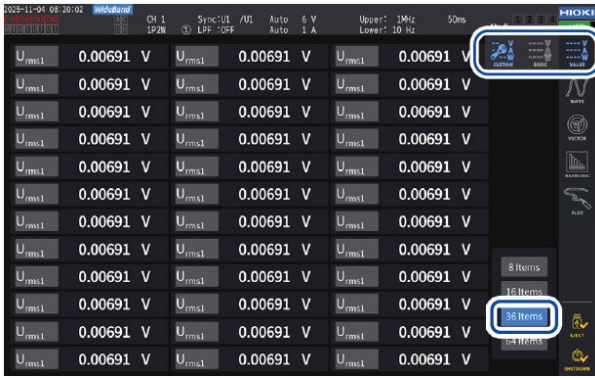 2025-11-04 08:20:02 WideBand
CH 1 Sync:U1 /U1 Auto 6 V Upper: 1MHz 50ms
1P2W ① LPF :OFF Auto 1 A Lower: 10 Hz
HIOKI
CUSTOM BASIC VALUE
WAVE
VECTOR
HARMONIC
PLOT
Urms1 0.00691 V Urms1 0.00691 V Urms1 0.00691 V
Urms1 0.00691 V Urms1 0.00691 V Urms1 0.00691 V
Urms1 0.00691 V Urms1 0.00691 V Urms1 0.00691 V
Urms1 0.00691 V Urms1 0.00691 V Urms1 0.00691 V
Urms1 0.00691 V Urms1 0.00691 V Urms1 0.00691 V
Urms1 0.00691 V Urms1 0.00691 V Urms1 0.00691 V
Urms1 0.00691 V Urms1 0.00691 V Urms1 0.00691 V
Urms1 0.00691 V Urms1 0.00691 V Urms1 0.00691 V
Urms1 0.00691 V Urms1 0.00691 V Urms1 0.00691 V
Urms1 0.00691 V Urms1 0.00691 V Urms1 0.00691 V
Urms1 0.00691 V Urms1 0.00691 V Urms1 0.00691 V
Urms1 0.00691 V Urms1 0.00691 V Urms1 0.00691 V
8 Items
16 Items
36 Items
64 Items
EJECT
SHUTDOWN